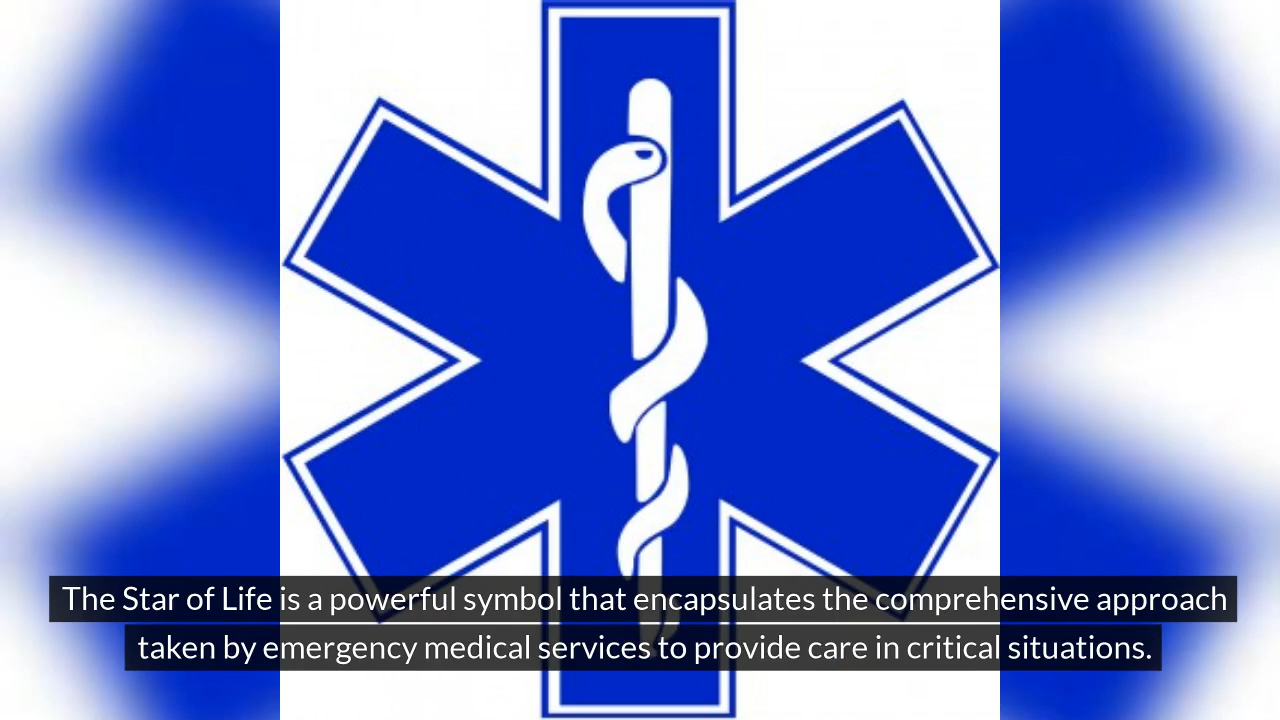 The Star of Life is a powerful symbol that encapsulates the comprehensive approach
taken by emergency medical services to provide care in critical situations.